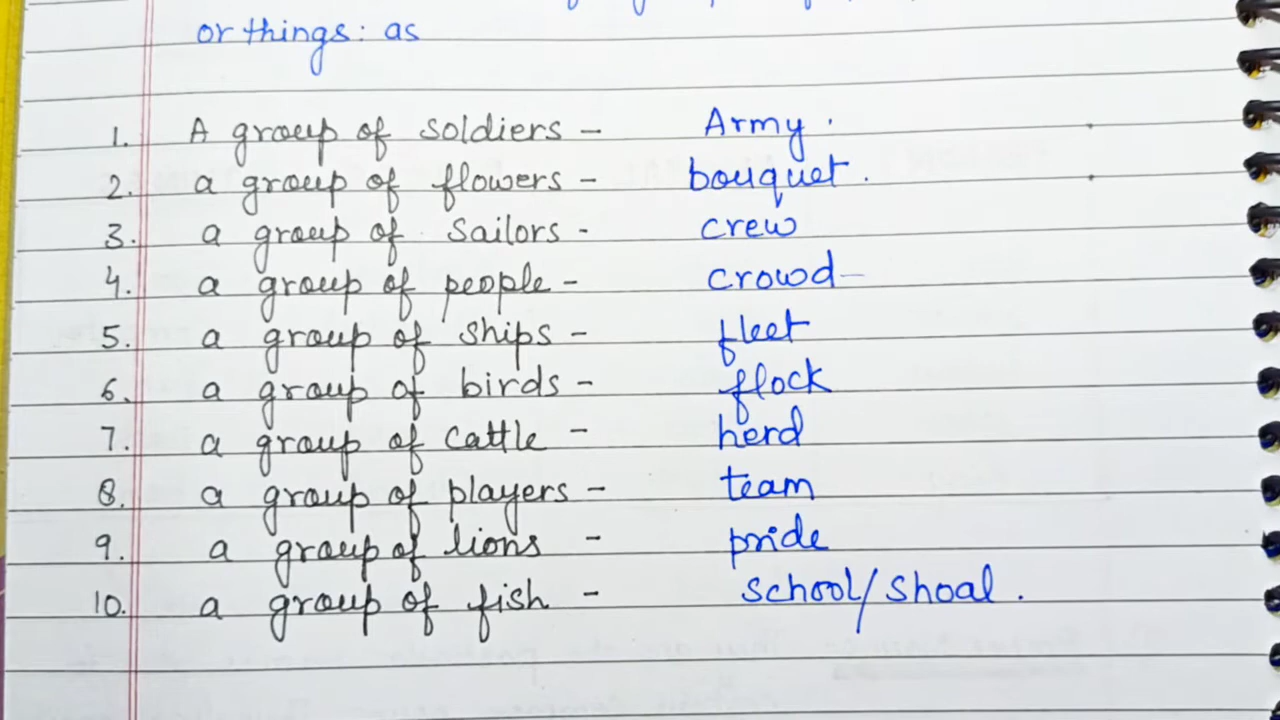 or things: as
1. A group of soldiers - Army.
2. a group of flowers - bouquet.
3. a group of sailors - crew
4. a group of people - crowd
5. a group of ships - fleet
6. a group of birds - flock
7. a group of cattle - herd
8. a group of players - team
9. a group of lions - pride
10. a group of fish - school/shoal.